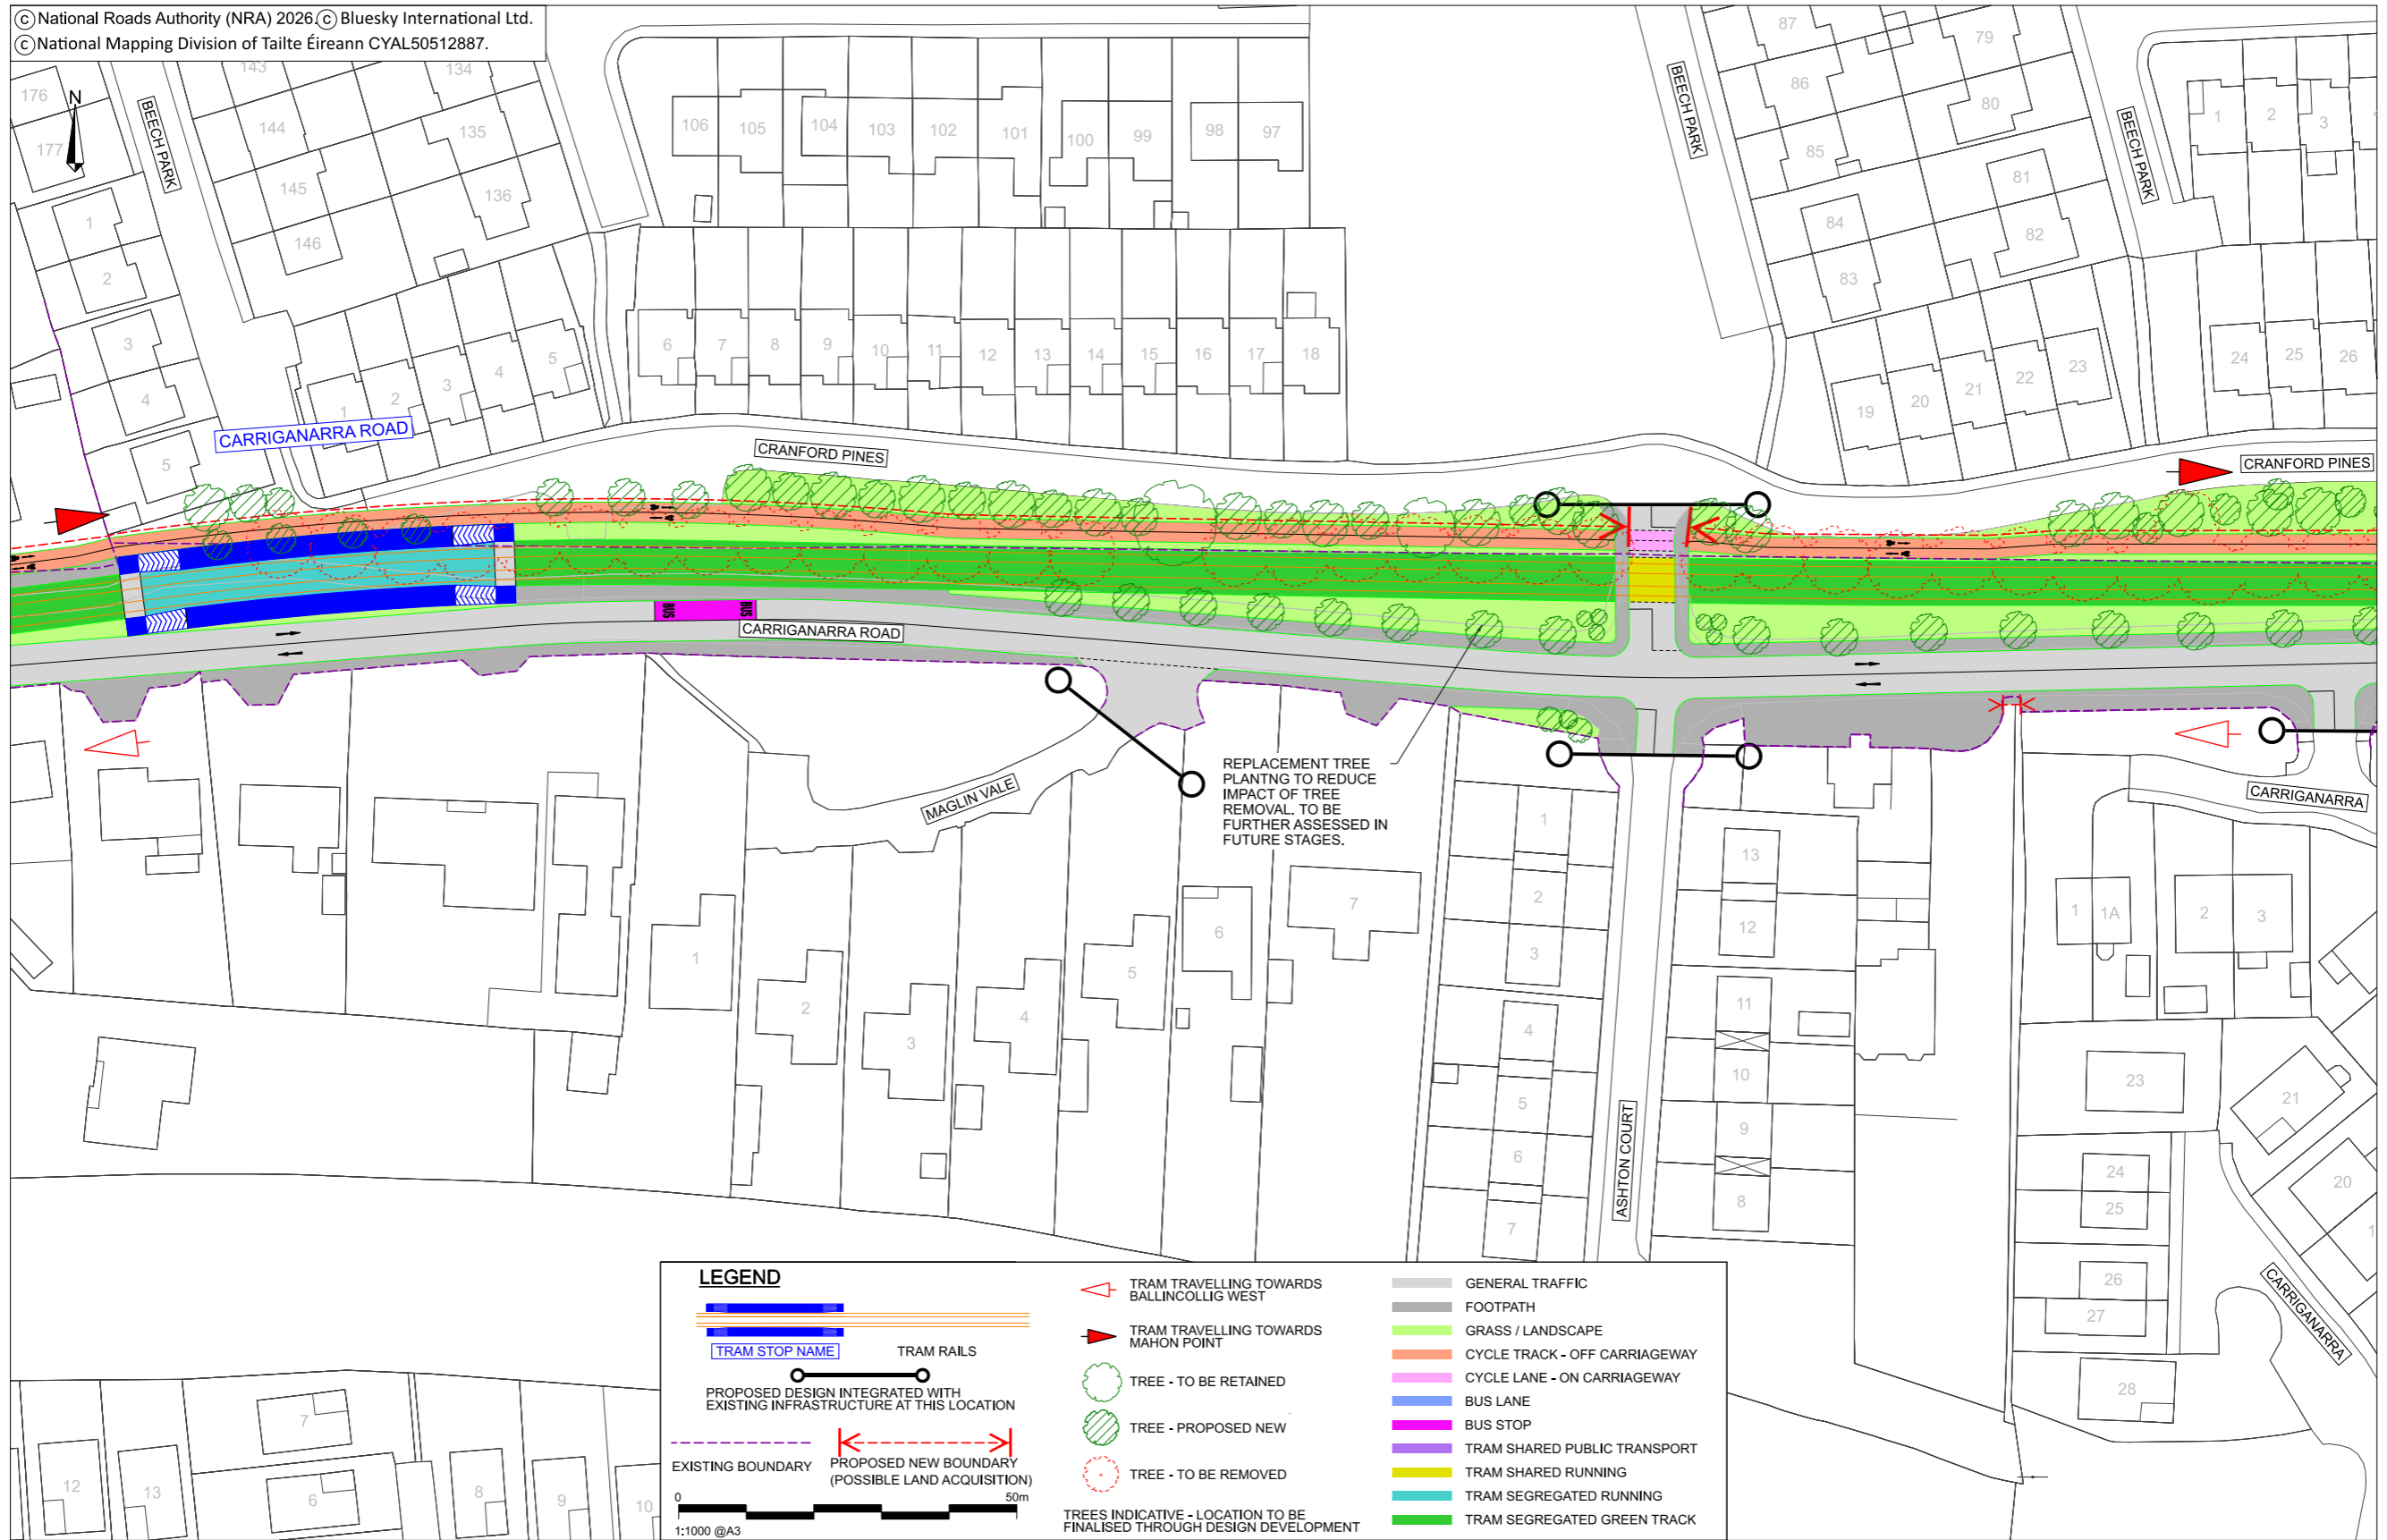 ©National Roads Authority (NRA) 2026.© Bluesky International Ltd.
©National Mapping Division of Tailte Éireann CYAL50512887.
N
176
177
BEECH PARK
143
134
144
135
145
136
146
1
2
3
4
5
106
105
104
103
102
101
100
99
98
97
BEECH PARK
87
79
86
80
85
81
84
82
83
BEECH PARK
1
2
3
1
2
3
4
5
6
7
8
9
10
11
12
13
14
15
16
17
18
19
20
21
22
23
24
25
26
CARRIGANARRA ROAD
CRANFORD PINES
CRANFORD PINES
BUS
BUS
CARRIGANARRA ROAD
MAGLIN VALE
REPLACEMENT TREE
PLANTNG TO REDUCE
IMPACT OF TREE
REMOVAL. TO BE
FURTHER ASSESSED IN
FUTURE STAGES.
CARRIGANARRA
1
2
3
4
5
6
7
1
2
3
4
5
6
7
ASHTON COURT
13
12
11
10
9
8
1
1A
2
3
23
21
24
25
20
26
27
28
CARRIGANARRA
12
13
7
6
8
9
10
LEGEND
TRAM STOP NAME
TRAM RAILS
PROPOSED DESIGN INTEGRATED WITH
EXISTING INFRASTRUCTURE AT THIS LOCATION
EXISTING BOUNDARY
PROPOSED NEW BOUNDARY
(POSSIBLE LAND ACQUISITION)
0
50m
1:1000 @A3
TRAM TRAVELLING TOWARDS
BALLINCOLLIG WEST
TRAM TRAVELLING TOWARDS
MAHON POINT
TREE - TO BE RETAINED
TREE - PROPOSED NEW
TREE - TO BE REMOVED
TREES INDICATIVE - LOCATION TO BE
FINALISED THROUGH DESIGN DEVELOPMENT
GENERAL TRAFFIC
FOOTPATH
GRASS / LANDSCAPE
CYCLE TRACK - OFF CARRIAGEWAY
CYCLE LANE - ON CARRIAGEWAY
BUS LANE
BUS STOP
TRAM SHARED PUBLIC TRANSPORT
TRAM SHARED RUNNING
TRAM SEGREGATED RUNNING
TRAM SEGREGATED GREEN TRACK